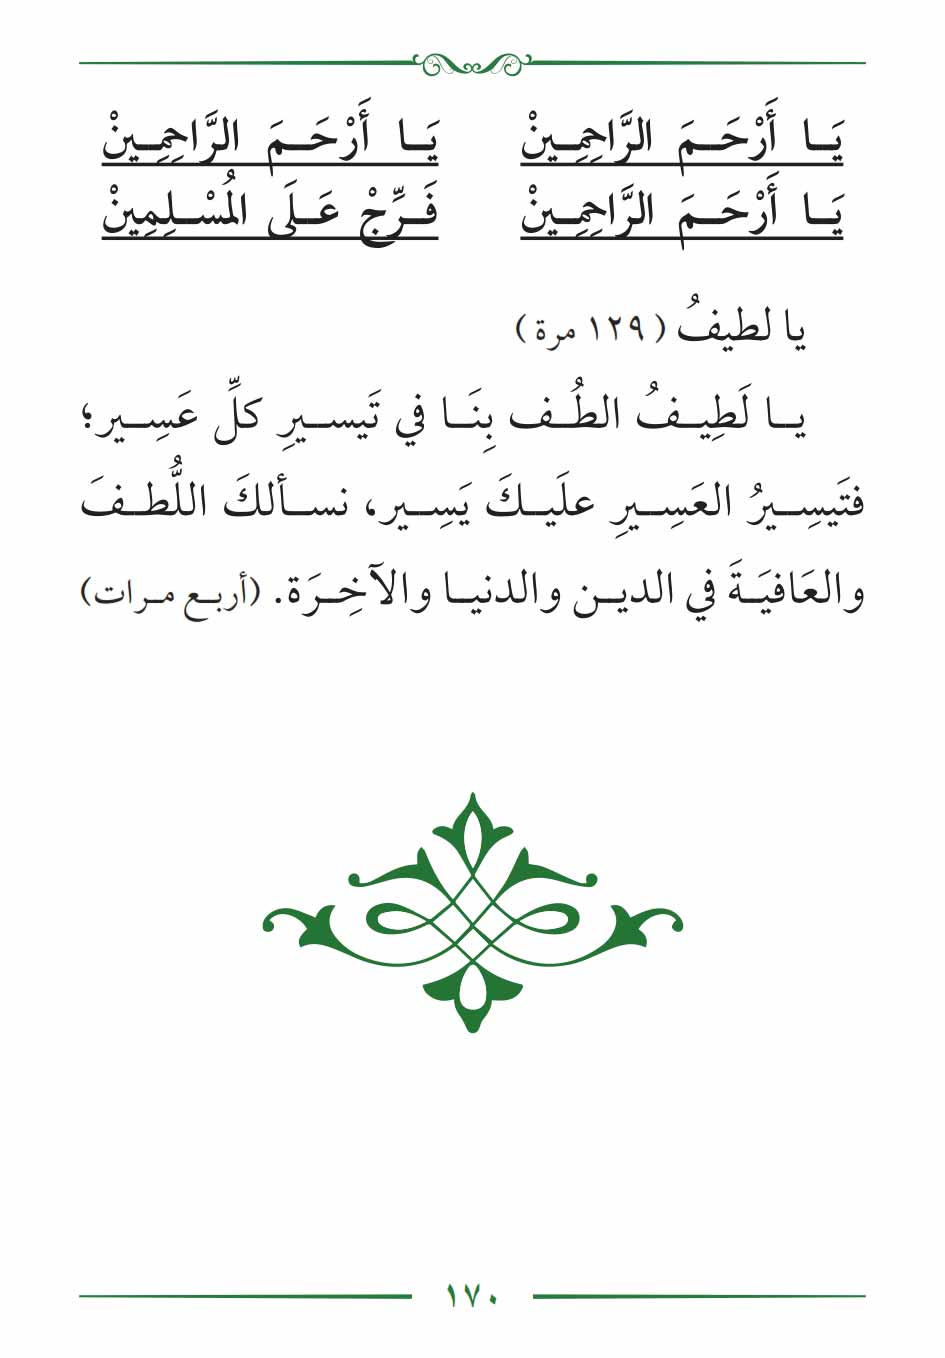 يَا أَرْحَمَ الرَّاحِمِينْ يَا أَرْحَمَ الرَّاحِمِينْ
يَا أَرْحَمَ الرَّاحِمِينْ فَرِّجْ عَلَى المُسْلِمِينْ
يا لطيفُ (١٢٩ مرة)
يا لَطِيفُ الطُف بِنَا في تَيسيرِ كلِّ عَسِير؛
فتَيسِيرُ العَسِيرِ علَيكَ يَسِير، نسألكَ اللُّطفَ
والعَافيَةَ في الدين والدنيا والآخِرَة. (أربع مرات)
١٧٠